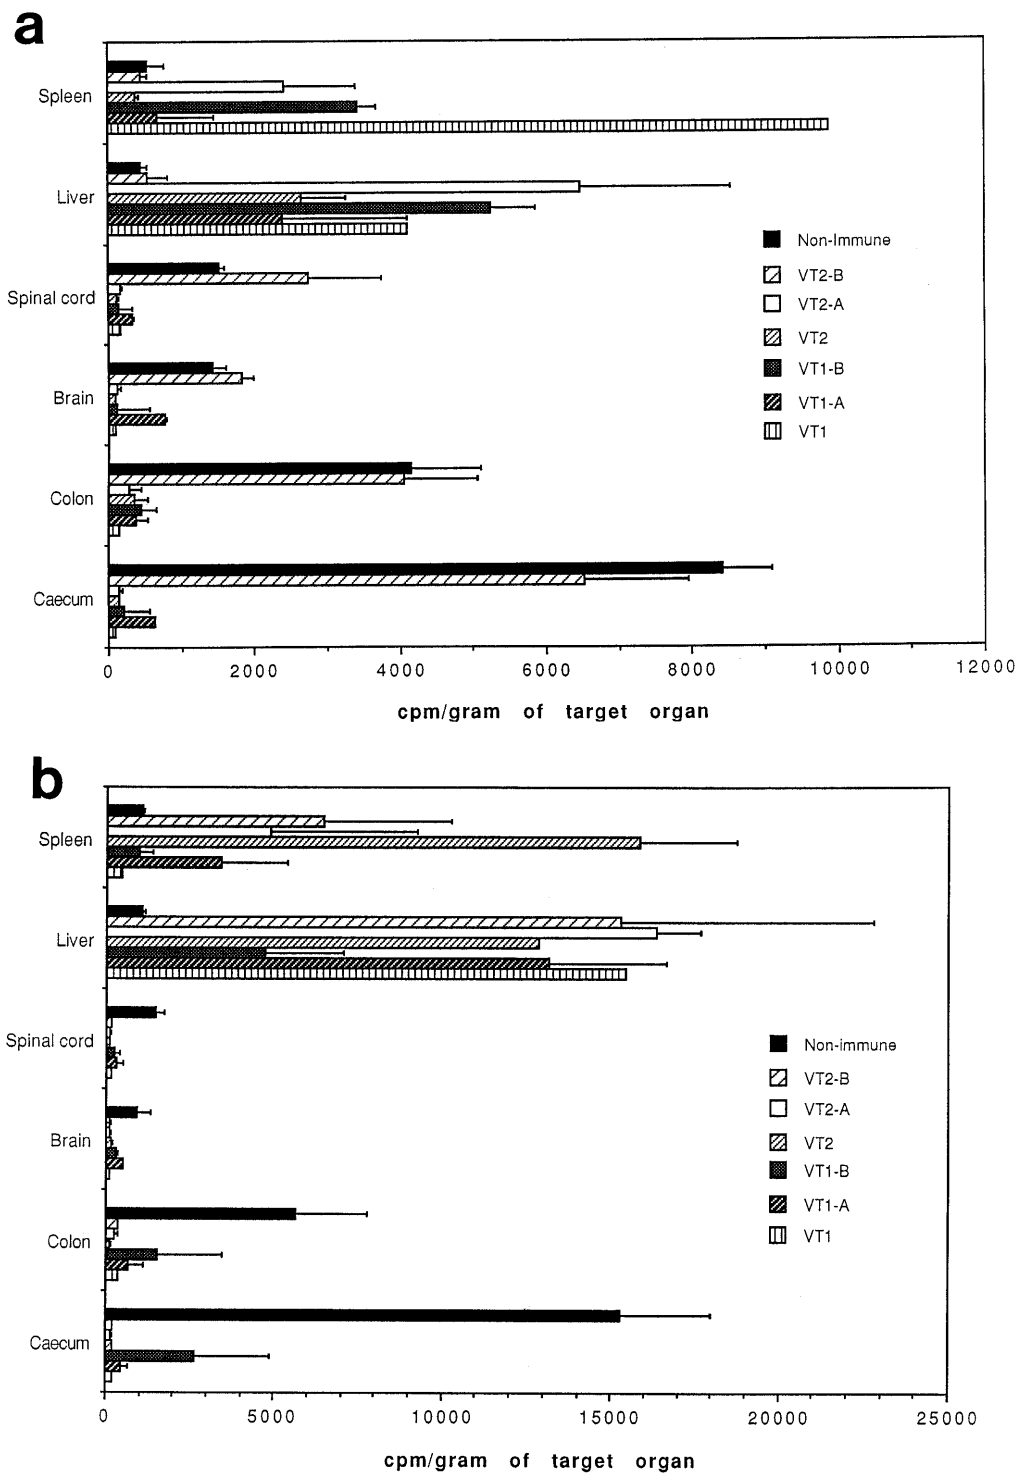 a
Spleen
Liver
Spinal cord
Brain
Colon
Caecum
Non-Immune
VT2-B
VT2-A
VT2
VT1-B
VT1-A
VT1
0 2000 4000 6000 8000 10000 12000
cpm/gram of target organ
b
Spleen
Liver
Spinal cord
Brain
Colon
Caecum
Non-immune
VT2-B
VT2-A
VT2
VT1-B
VT1-A
VT1
0 5000 10000 15000 20000 25000
cpm/gram of target organ